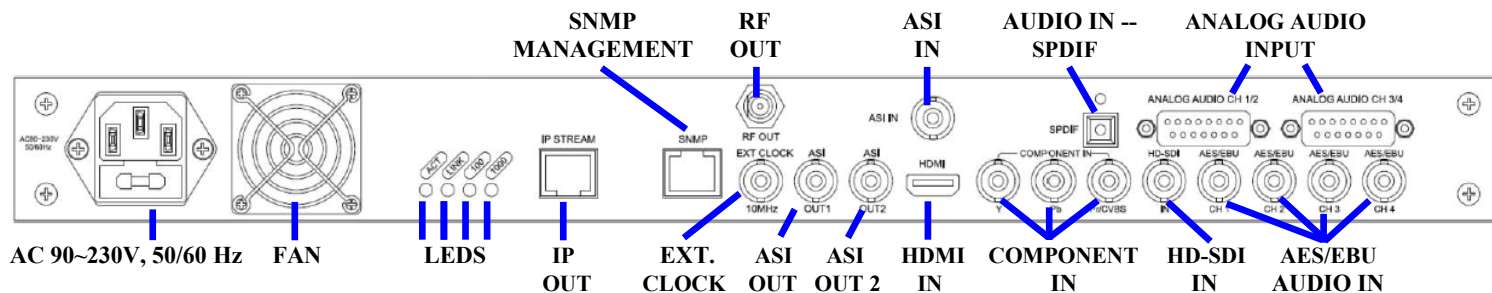 SNMP MANAGEMENT
RF OUT
ASI IN
AUDIO IN -- SPDIF
ANALOG AUDIO INPUT
AC90~230V
50/60Hz
ACT
LINK
100
1000
IP STREAM
SNMP
RF OUT
ASI IN
SPDIF
ANALOG AUDIO CH 1/2
ANALOG AUDIO CH 3/4
EXT CLOCK
10MHz
ASI
OUT1
ASI
OUT2
HDMI
COMPONENT IN
Y
Pb
Pr/CVBS
HD-SDI
IN
AES/EBU
CH 1
AES/EBU
CH 2
AES/EBU
CH 3
AES/EBU
CH 4
AC 90~230V, 50/60 Hz
FAN
LEDS
IP OUT
EXT. CLOCK
ASI OUT
ASI OUT 2
HDMI IN
COMPONENT IN
HD-SDI IN
AES/EBU AUDIO IN